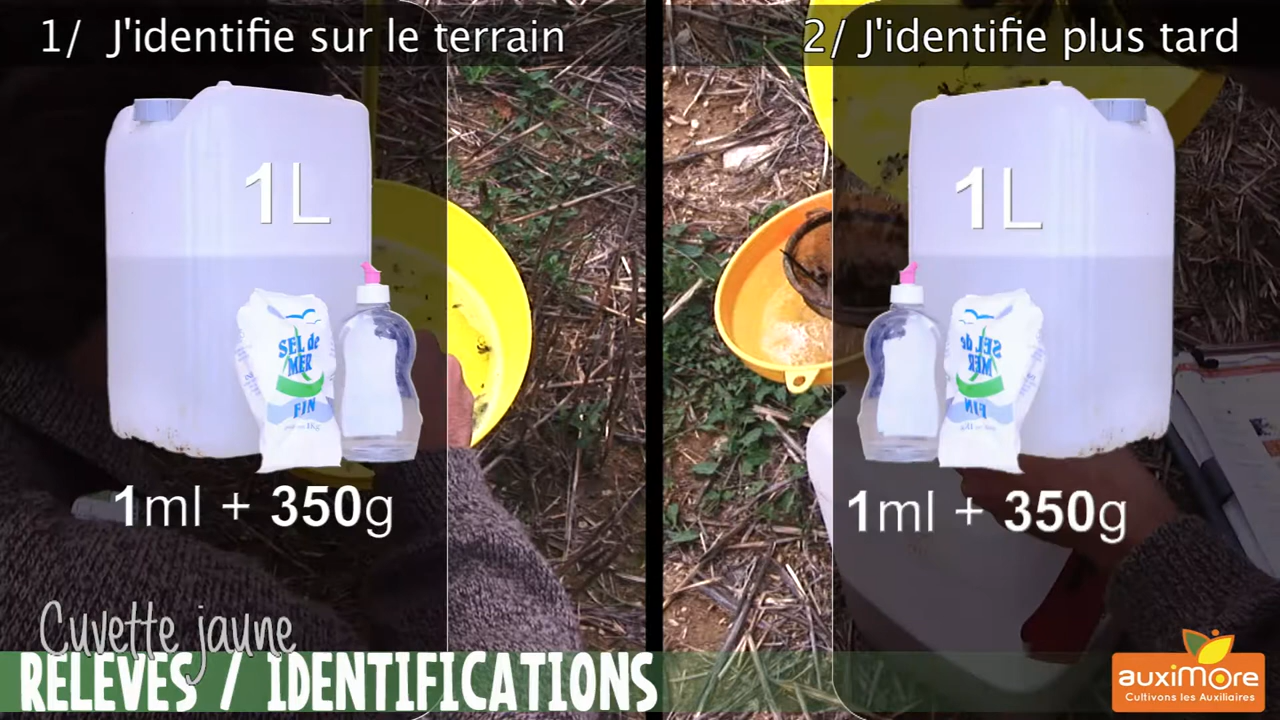 1/ J'identifie sur le terrain
2/ J'identifie plus tard
1L
1L
SEL de
MER
FIN
SEL de
MER
FIN
1ml + 350g
1ml + 350g
Cuvette jaune
RELEVÉS / IDENTIFICATIONS
auximore
Cultivons les Auxiliaires